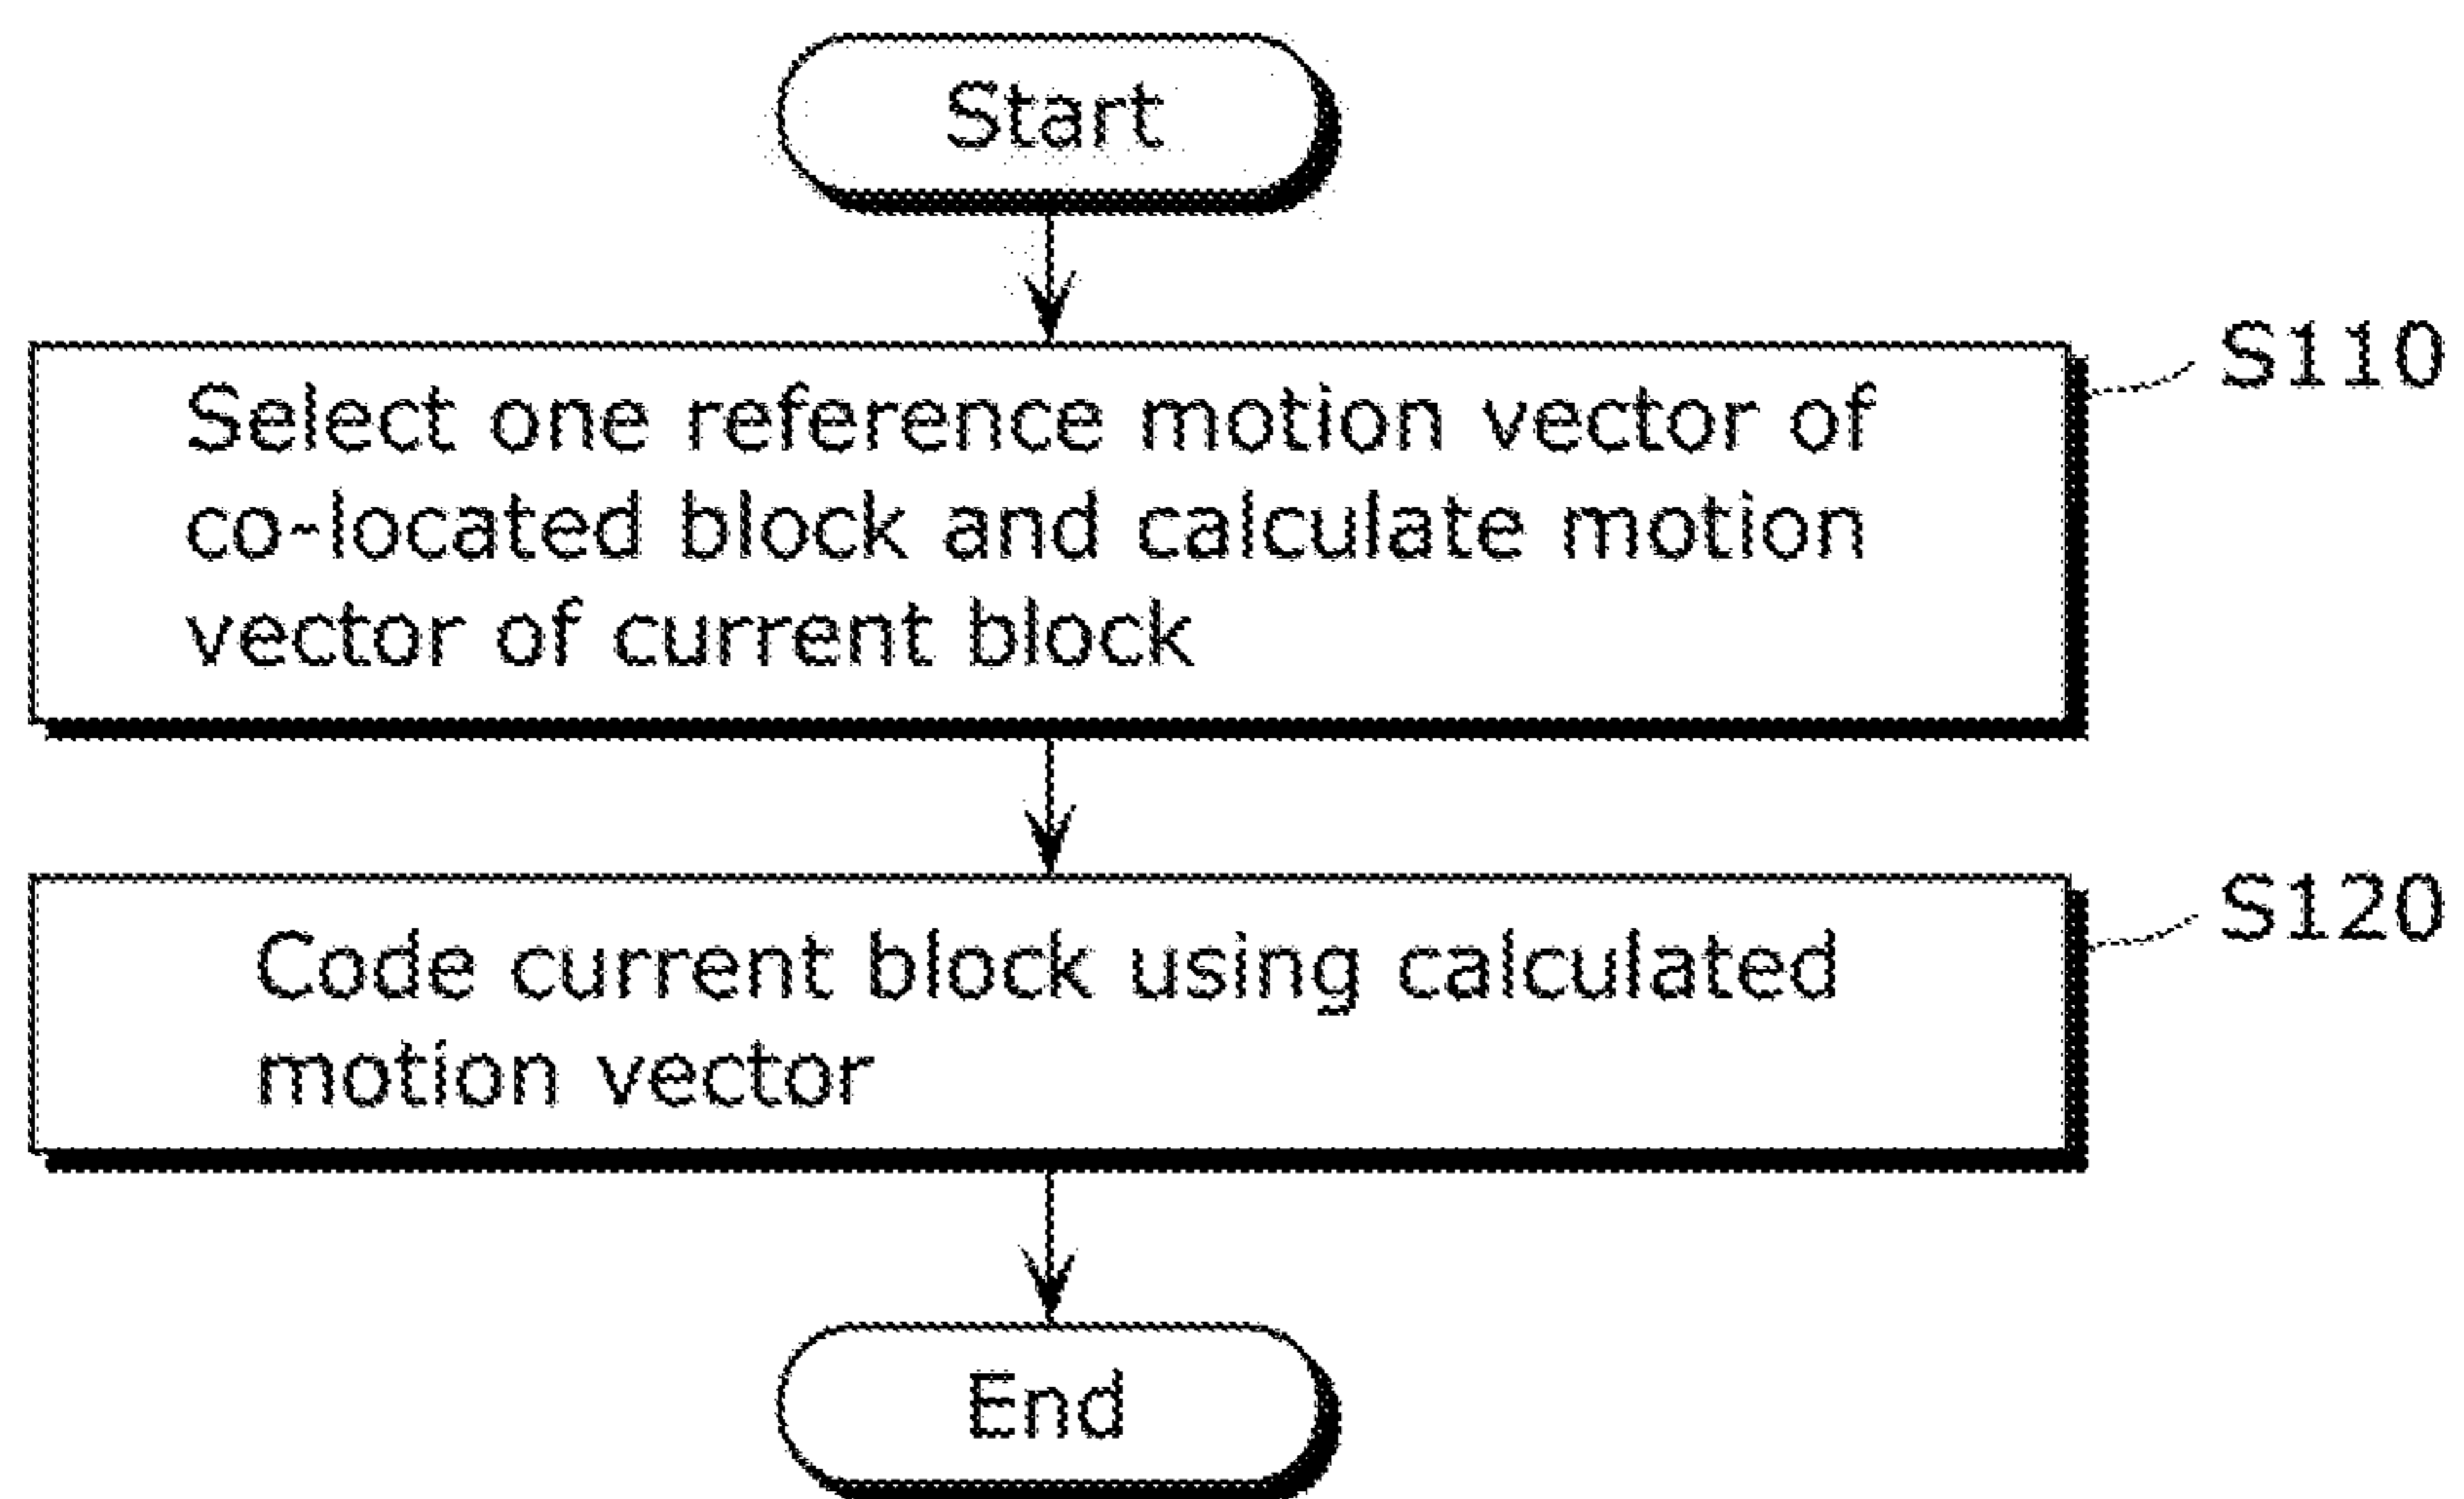 Start
S110
Select one reference motion vector of
co-located block and calculate motion
vector of current block
S120
Code current block using calculated
motion vector
End